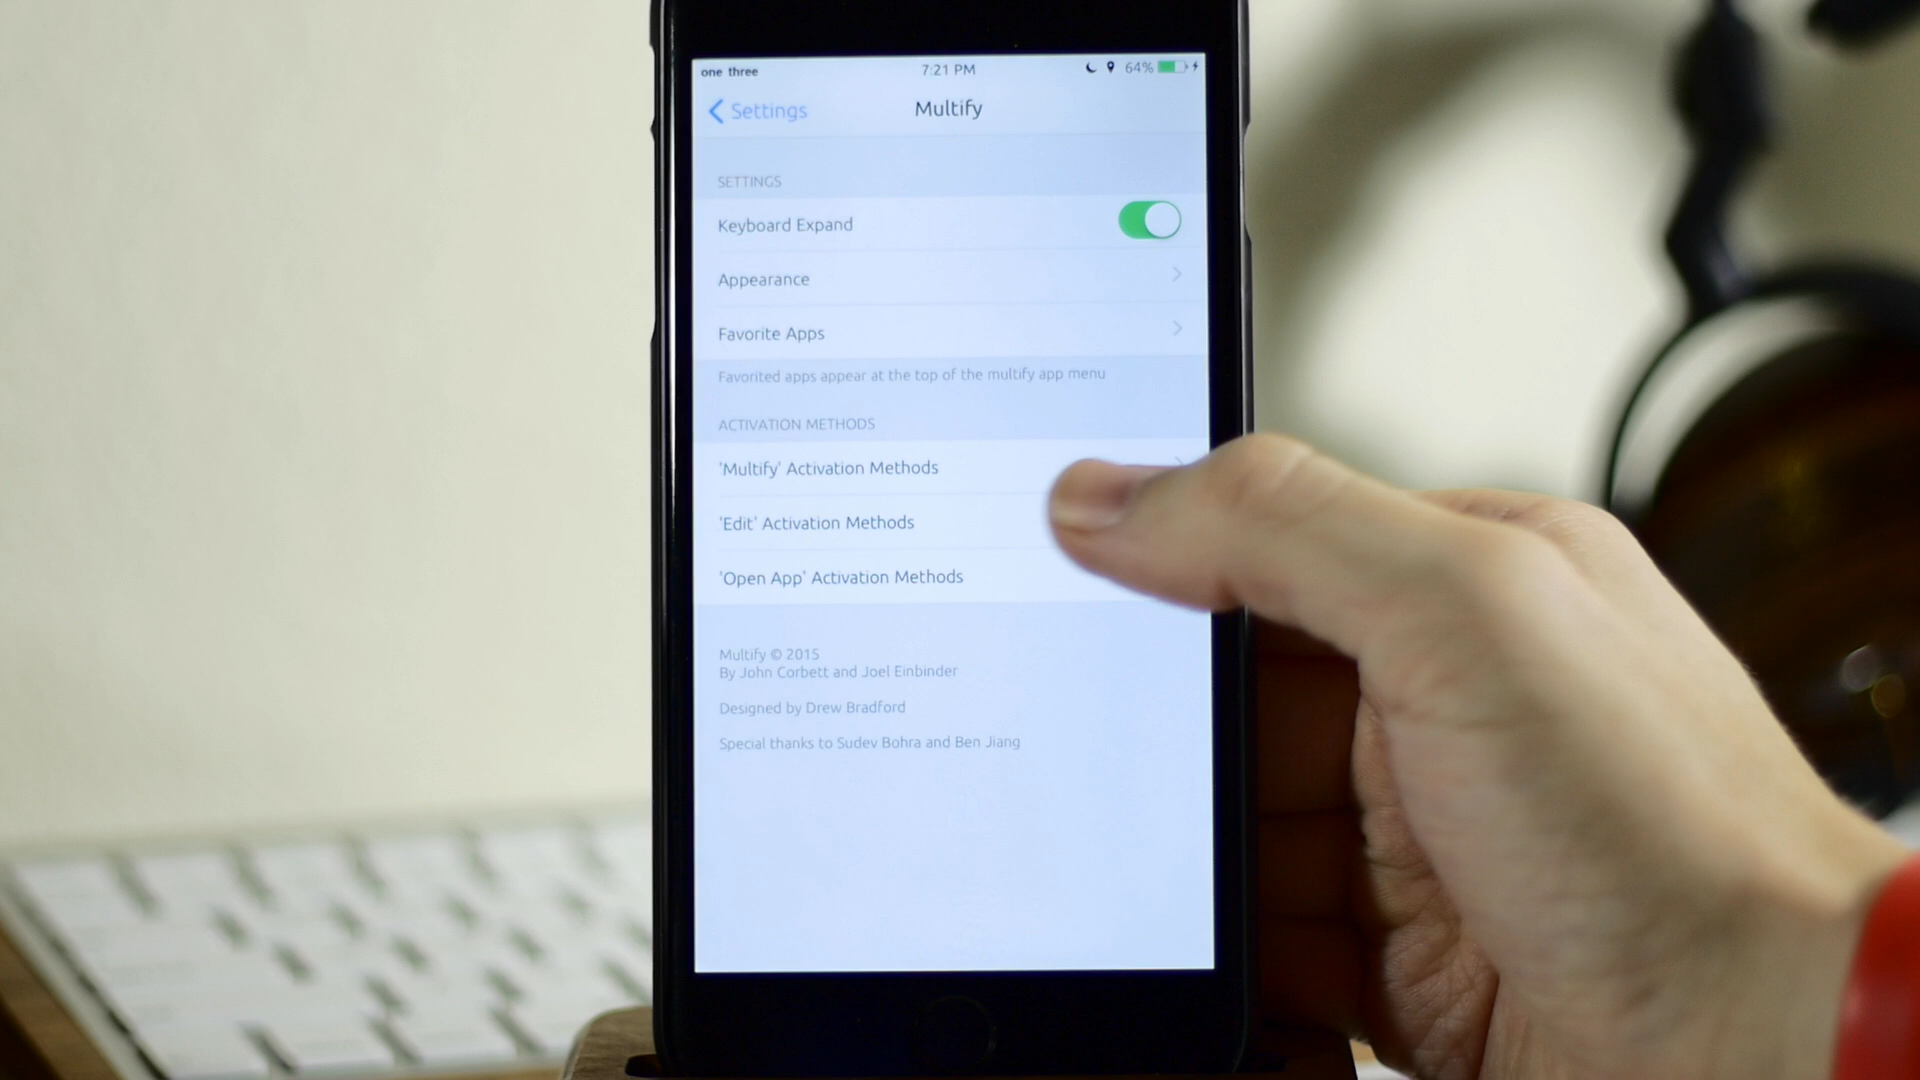 one three 7:21 PM 64%
Settings Multify
SETTINGS
Keyboard Expand
Appearance
Favorite Apps
Favorited apps appear at the top of the multify app menu
ACTIVATION METHODS
'Multify' Activation Methods
'Edit' Activation Methods
'Open App' Activation Methods
Multify © 2015
By John Corbett and Joel Einbinder
Designed by Drew Bradford
Special thanks to Sudev Bohra and Ben Jiang